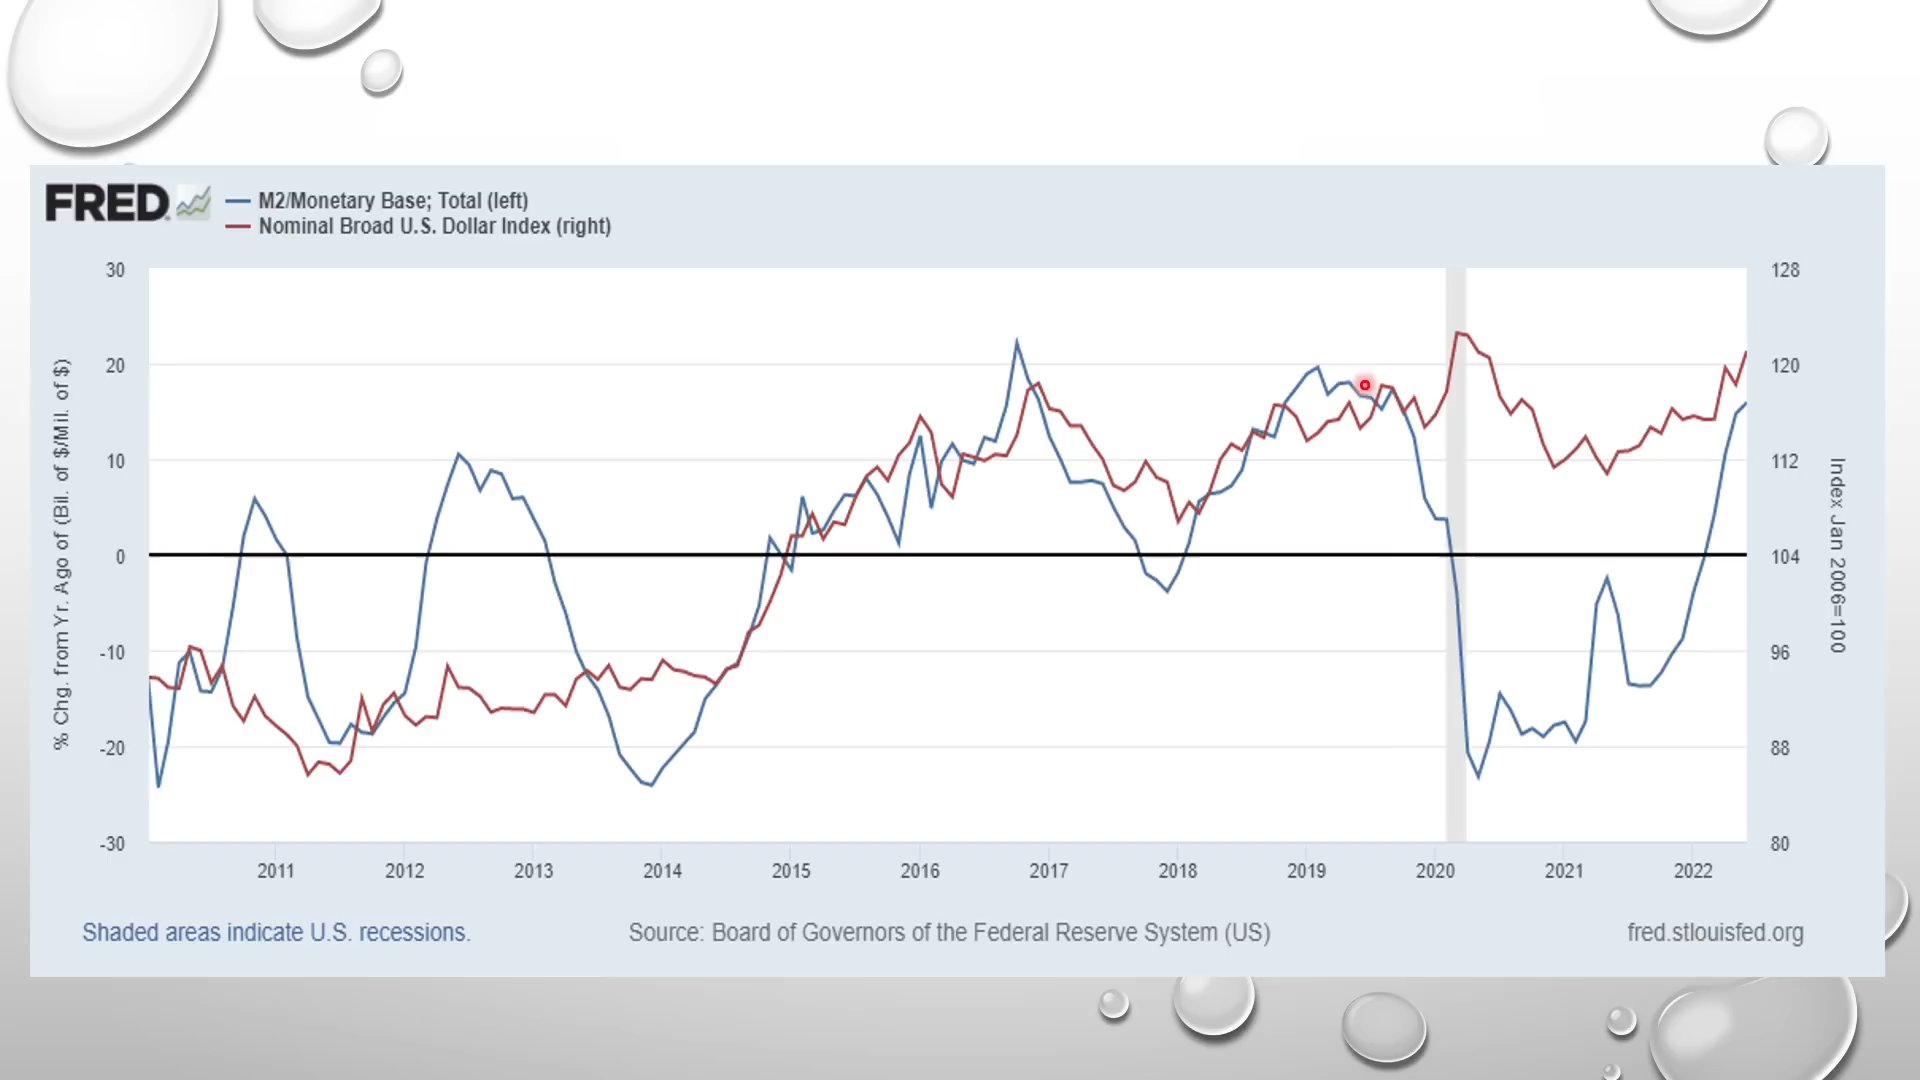 FRED
M2/Monetary Base; Total (left)
Nominal Broad U.S. Dollar Index (right)
30
20
10
0
-10
-20
-30
% Chg. from Yr. Ago of (Bil. of $/Mil. of $)
128
120
112
104
96
88
80
Index Jan 2006=100
2011 2012 2013 2014 2015 2016 2017 2018 2019 2020 2021 2022
Shaded areas indicate U.S. recessions. Source: Board of Governors of the Federal Reserve System (US) fred.stlouisfed.org